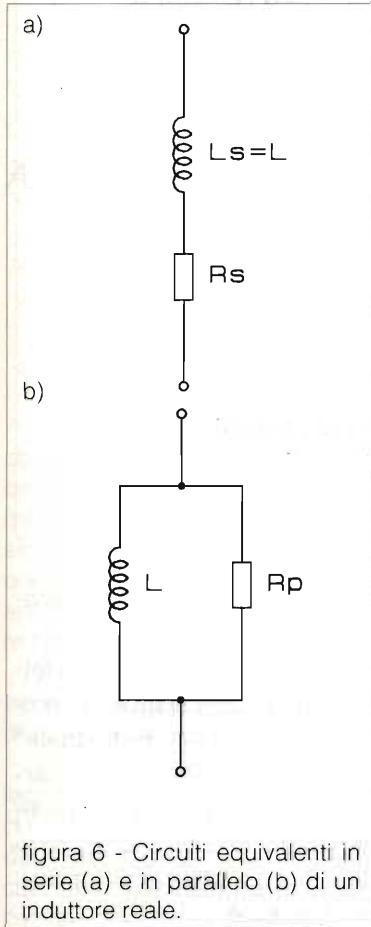 a)
Ls=L
Rs
b)
L
Rp
figura 6 - Circuiti equivalenti in
serie (a) e in parallelo (b) di un
induttore reale.